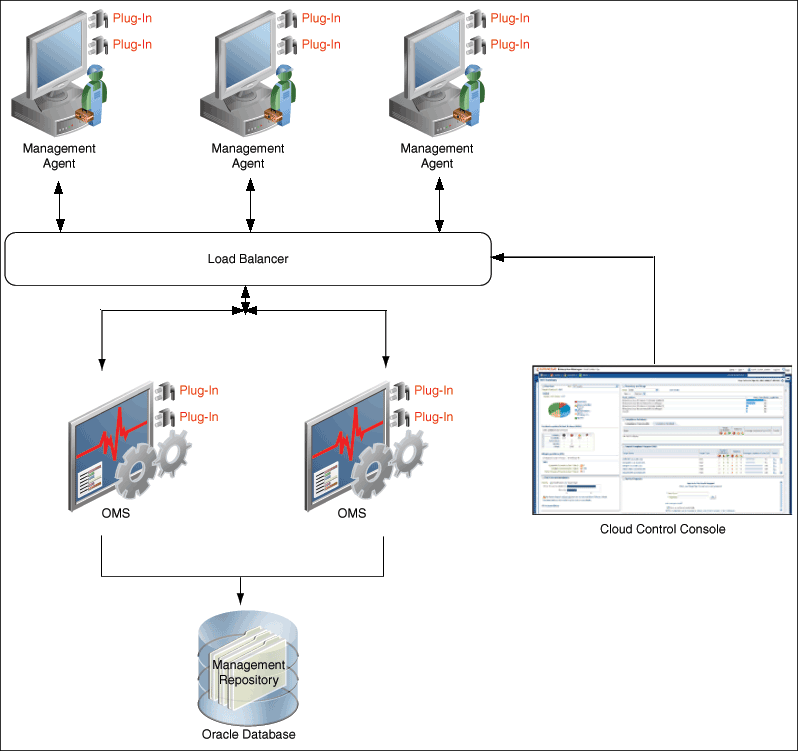 Plug-In
Plug-In
Plug-In
Plug-In
Plug-In
Plug-In
Management
Agent
Management
Agent
Management
Agent
Load Balancer
Plug-In
Plug-In
Plug-In
Plug-In
OMS
OMS
Cloud Control Console
Management
Repository
Oracle Database